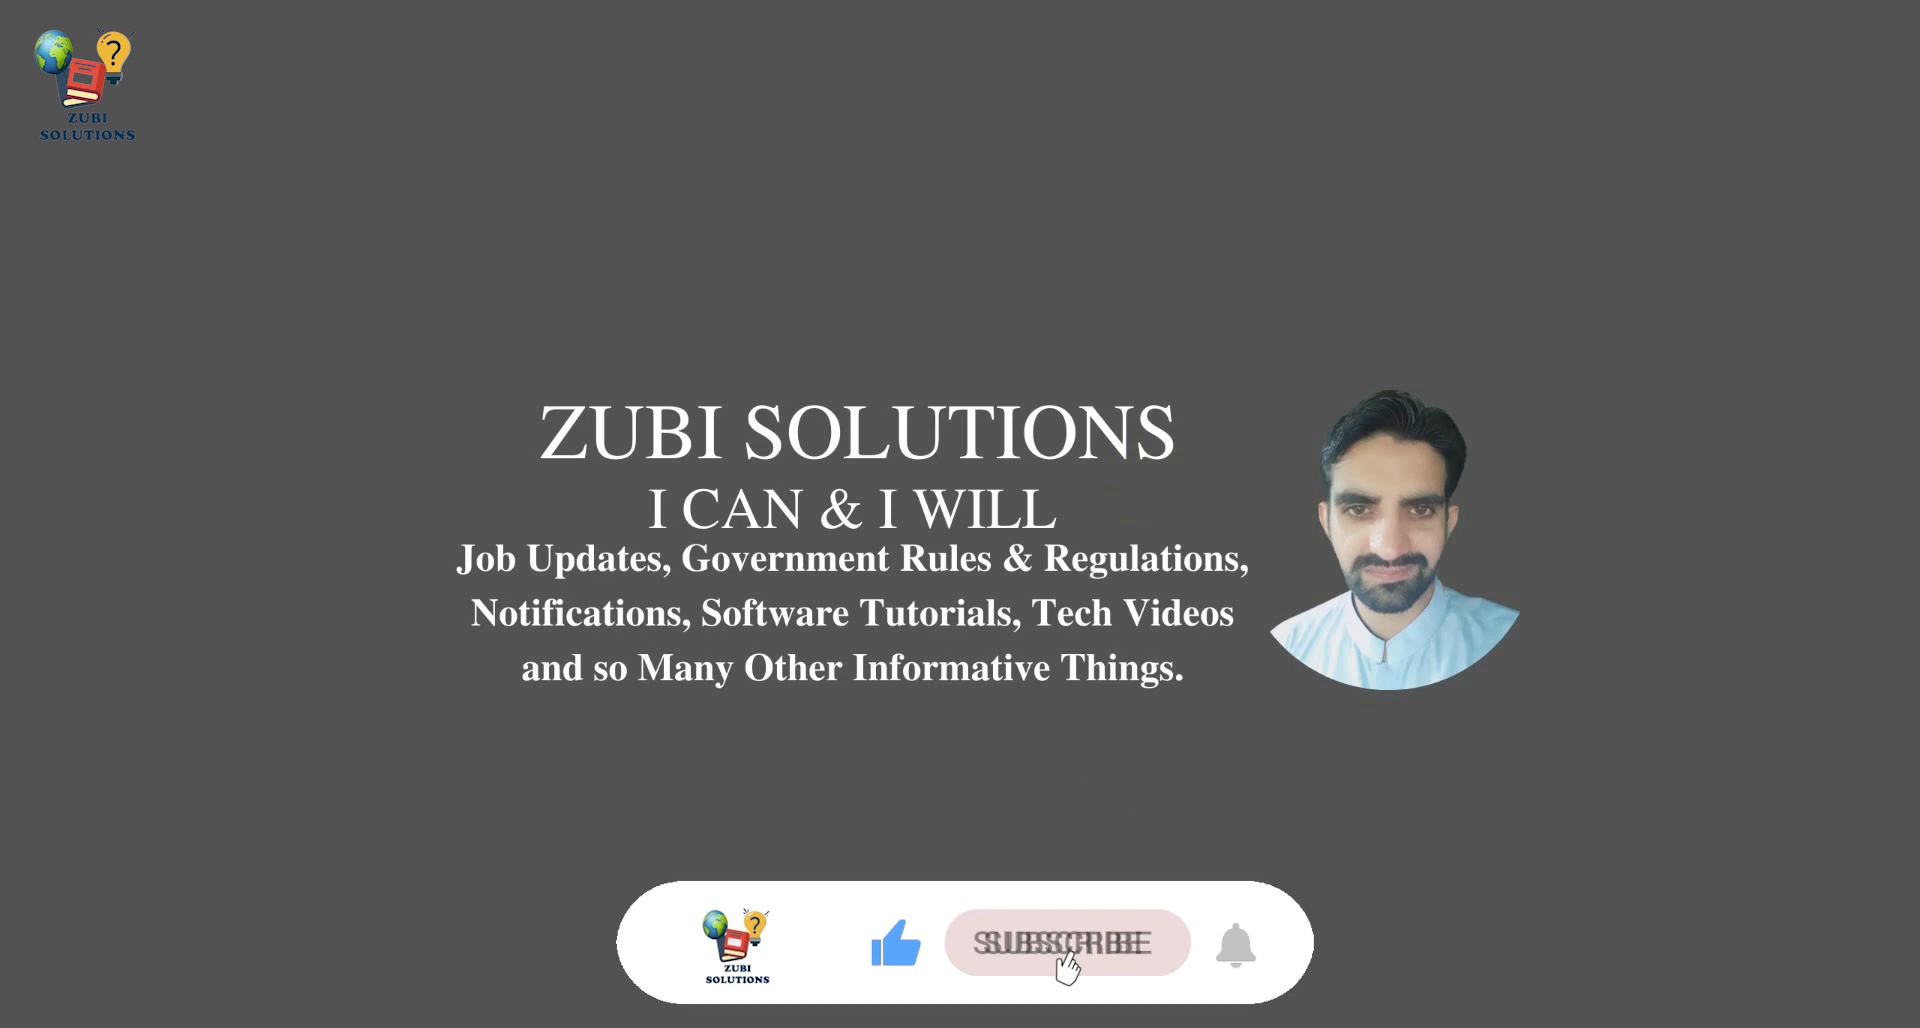 ZUBI
SOLUTIONS
ZUBI SOLUTIONS
I CAN & I WILL
Job Updates, Government Rules & Regulations,
Notifications, Software Tutorials, Tech Videos
and so Many Other Informative Things.
ZUBI
SOLUTIONS
SUBSCRIBE